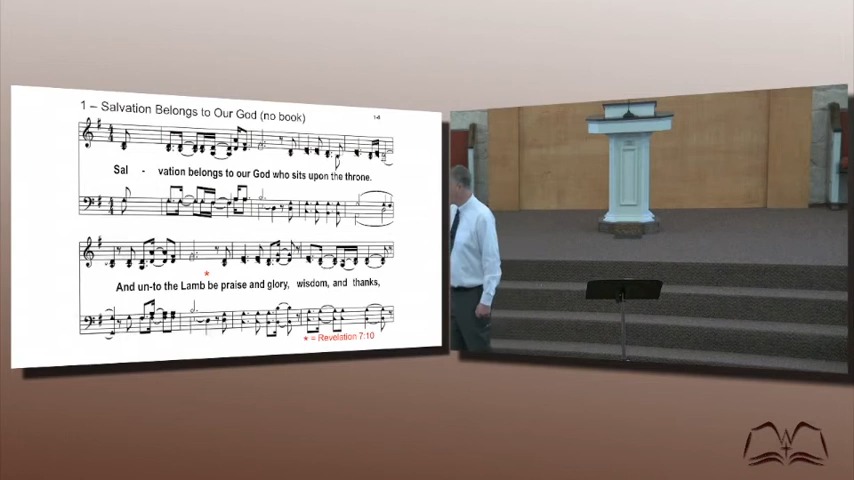 1 – Salvation Belongs to Our God (no book)
Sal - vation belongs to our God who sits upon the throne.
*
And un-to the Lamb be praise and glory, wisdom, and thanks,
* = Revelation 7:10